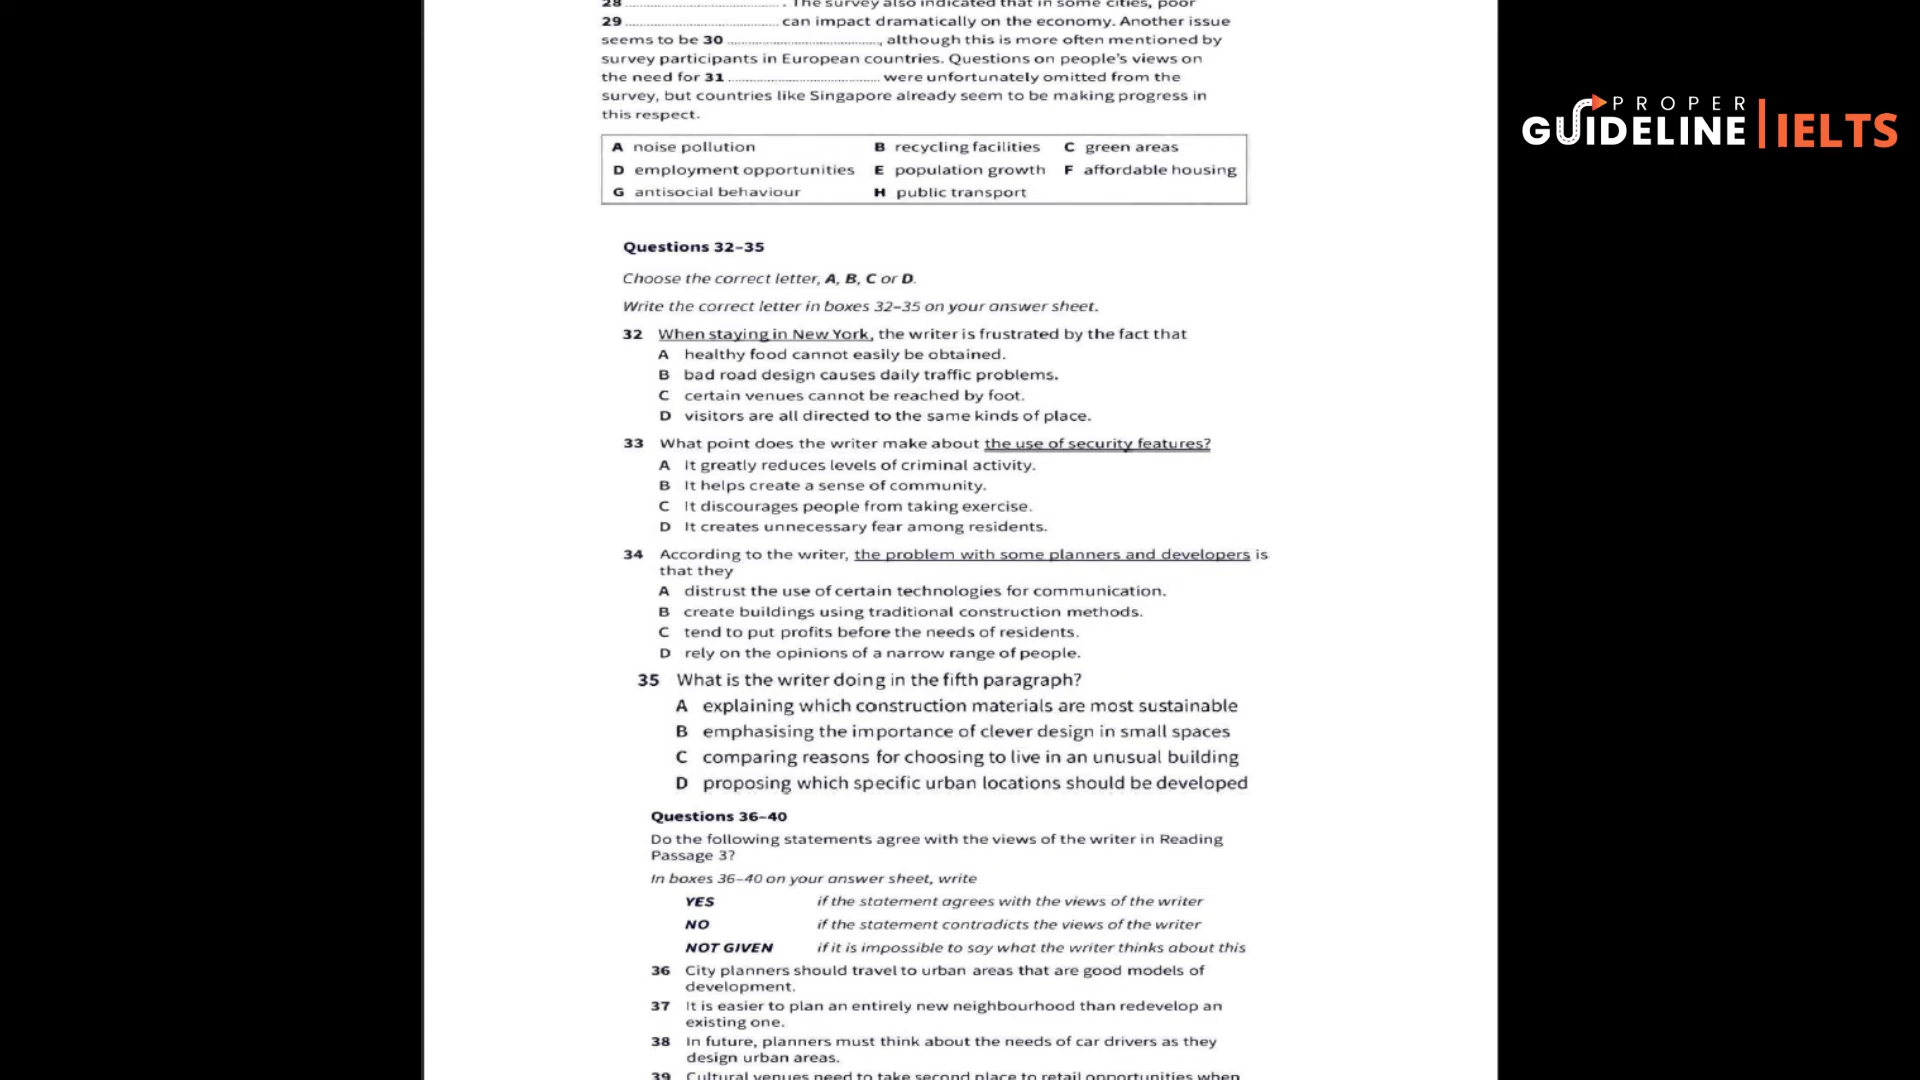 28 ............ . The survey also indicated that in some cities, poor
29 ............ can impact dramatically on the economy. Another issue
seems to be 30 ............, although this is more often mentioned by
survey participants in European countries. Questions on people's views on
the need for 31 ............ were unfortunately omitted from the
survey, but countries like Singapore already seem to be making progress in
this respect.
A noise pollution B recycling facilities C green areas
D employment opportunities E population growth F affordable housing
G antisocial behaviour H public transport
PROPER
GUIDELINE | IELTS
Questions 32–35
Choose the correct letter, A, B, C or D.
Write the correct letter in boxes 32–35 on your answer sheet.
32 When staying in New York, the writer is frustrated by the fact that
A healthy food cannot easily be obtained.
B bad road design causes daily traffic problems.
C certain venues cannot be reached by foot.
D visitors are all directed to the same kinds of place.
33 What point does the writer make about the use of security features?
A It greatly reduces levels of criminal activity.
B It helps create a sense of community.
C It discourages people from taking exercise.
D It creates unnecessary fear among residents.
34 According to the writer, the problem with some planners and developers is
that they
A distrust the use of certain technologies for communication.
B create buildings using traditional construction methods.
C tend to put profits before the needs of residents.
D rely on the opinions of a narrow range of people.
35 What is the writer doing in the fifth paragraph?
A explaining which construction materials are most sustainable
B emphasising the importance of clever design in small spaces
C comparing reasons for choosing to live in an unusual building
D proposing which specific urban locations should be developed
Questions 36–40
Do the following statements agree with the views of the writer in Reading
Passage 3?
In boxes 36–40 on your answer sheet, write
YES if the statement agrees with the views of the writer
NO if the statement contradicts the views of the writer
NOT GIVEN if it is impossible to say what the writer thinks about this
36 City planners should travel to urban areas that are good models of
development.
37 It is easier to plan an entirely new neighbourhood than redevelop an
existing one.
38 In future, planners must think about the needs of car drivers as they
design urban areas.
39 Cultural venues need to take second place to retail opportunities when